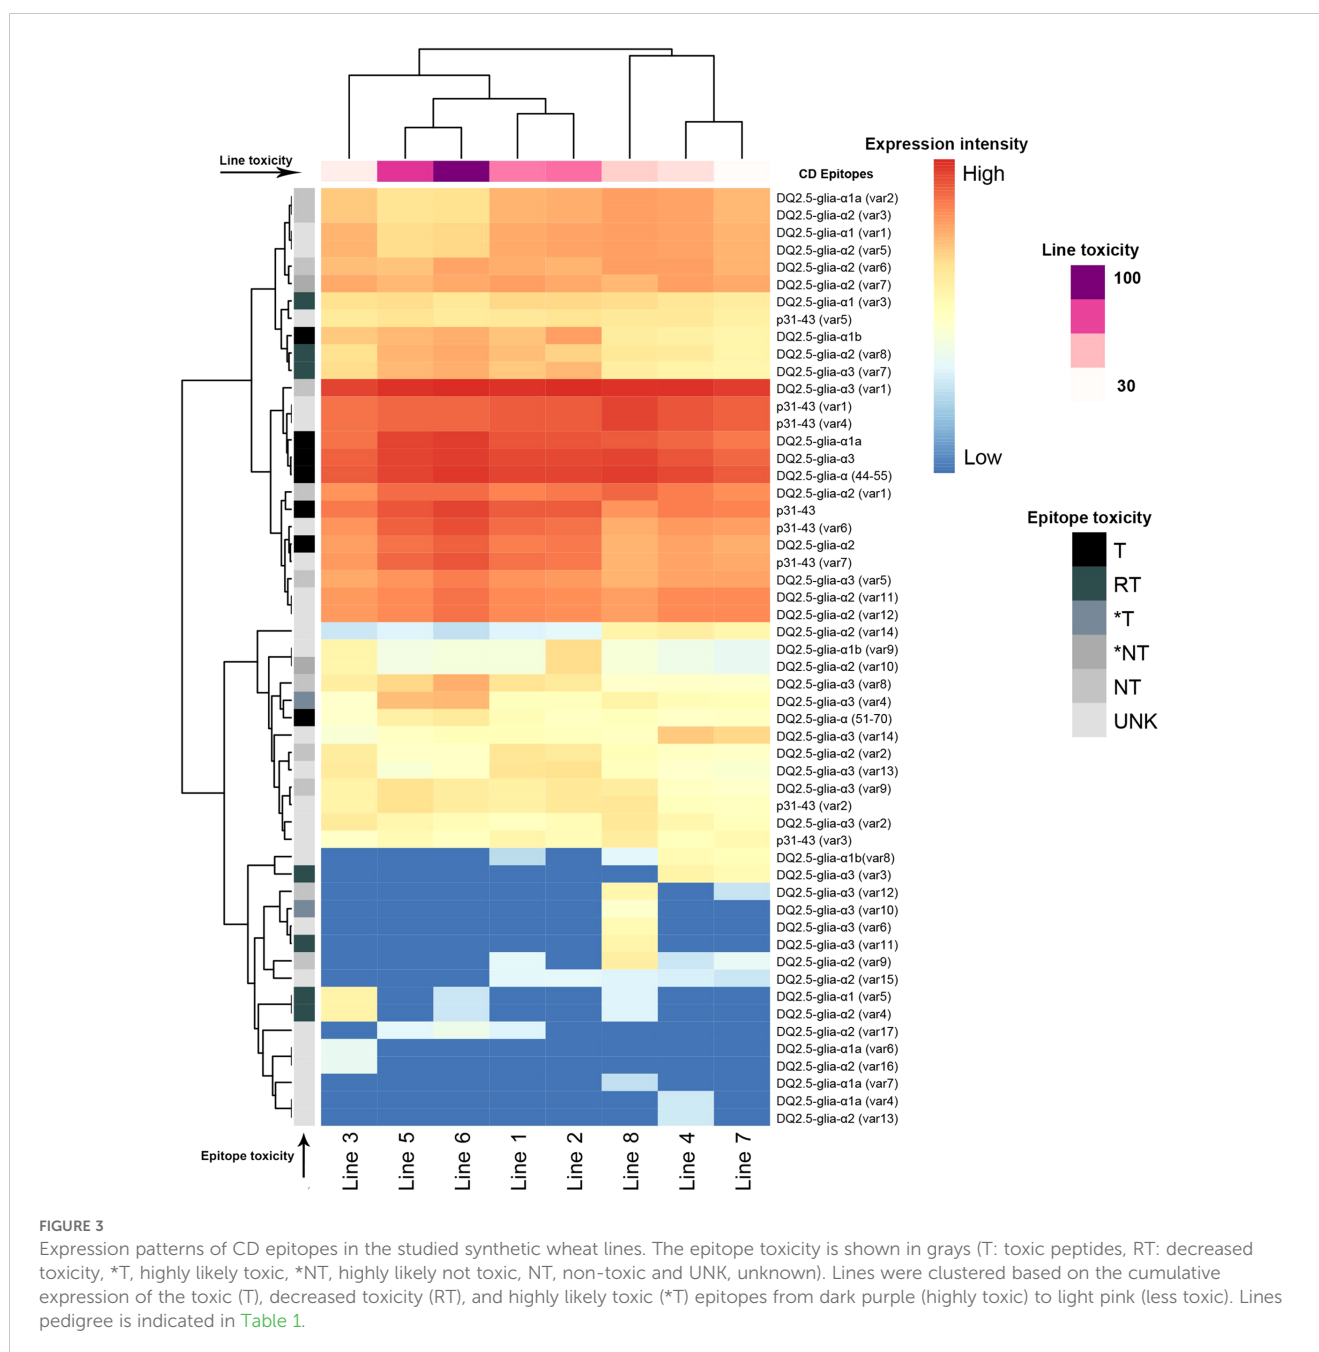 Line toxicity
CD Epitopes
DQ2.5-glia-α1a (var2)
DQ2.5-glia-α2 (var3)
DQ2.5-glia-α1 (var1)
DQ2.5-glia-α2 (var5)
DQ2.5-glia-α2 (var6)
DQ2.5-glia-α2 (var7)
DQ2.5-glia-α1 (var3)
p31-43 (var5)
DQ2.5-glia-α1b
DQ2.5-glia-α2 (var8)
DQ2.5-glia-α3 (var7)
DQ2.5-glia-α3 (var1)
p31-43 (var1)
p31-43 (var4)
DQ2.5-glia-α1a
DQ2.5-glia-α3
DQ2.5-glia-α (44-55)
DQ2.5-glia-α2 (var1)
p31-43
p31-43 (var6)
DQ2.5-glia-α2
p31-43 (var7)
DQ2.5-glia-α3 (var5)
DQ2.5-glia-α2 (var11)
DQ2.5-glia-α2 (var12)
DQ2.5-glia-α2 (var14)
DQ2.5-glia-α1b (var9)
DQ2.5-glia-α2 (var10)
DQ2.5-glia-α3 (var8)
DQ2.5-glia-α3 (var4)
DQ2.5-glia-α (51-70)
DQ2.5-glia-α3 (var14)
DQ2.5-glia-α2 (var2)
DQ2.5-glia-α3 (var13)
DQ2.5-glia-α3 (var9)
p31-43 (var2)
DQ2.5-glia-α3 (var2)
p31-43 (var3)
DQ2.5-glia-α1b(var8)
DQ2.5-glia-α3 (var3)
DQ2.5-glia-α3 (var12)
DQ2.5-glia-α3 (var10)
DQ2.5-glia-α3 (var6)
DQ2.5-glia-α3 (var11)
DQ2.5-glia-α2 (var9)
DQ2.5-glia-α2 (var15)
DQ2.5-glia-α1 (var5)
DQ2.5-glia-α2 (var4)
DQ2.5-glia-α2 (var17)
DQ2.5-glia-α1a (var6)
DQ2.5-glia-α2 (var16)
DQ2.5-glia-α1a (var7)
DQ2.5-glia-α1a (var4)
DQ2.5-glia-α2 (var13)
Epitope toxicity
Line 3
Line 5
Line 6
Line 1
Line 2
Line 8
Line 4
Line 7
Expression intensity
High
Low
Line toxicity
100
30
Epitope toxicity
T
RT
*T
*NT
NT
UNK
FIGURE 3
Expression patterns of CD epitopes in the studied synthetic wheat lines. The epitope toxicity is shown in grays (T: toxic peptides, RT: decreased
toxicity, *T, highly likely toxic, *NT, highly likely not toxic, NT, non-toxic and UNK, unknown). Lines were clustered based on the cumulative
expression of the toxic (T), decreased toxicity (RT), and highly likely toxic (*T) epitopes from dark purple (highly toxic) to light pink (less toxic). Lines
pedigree is indicated in Table 1.